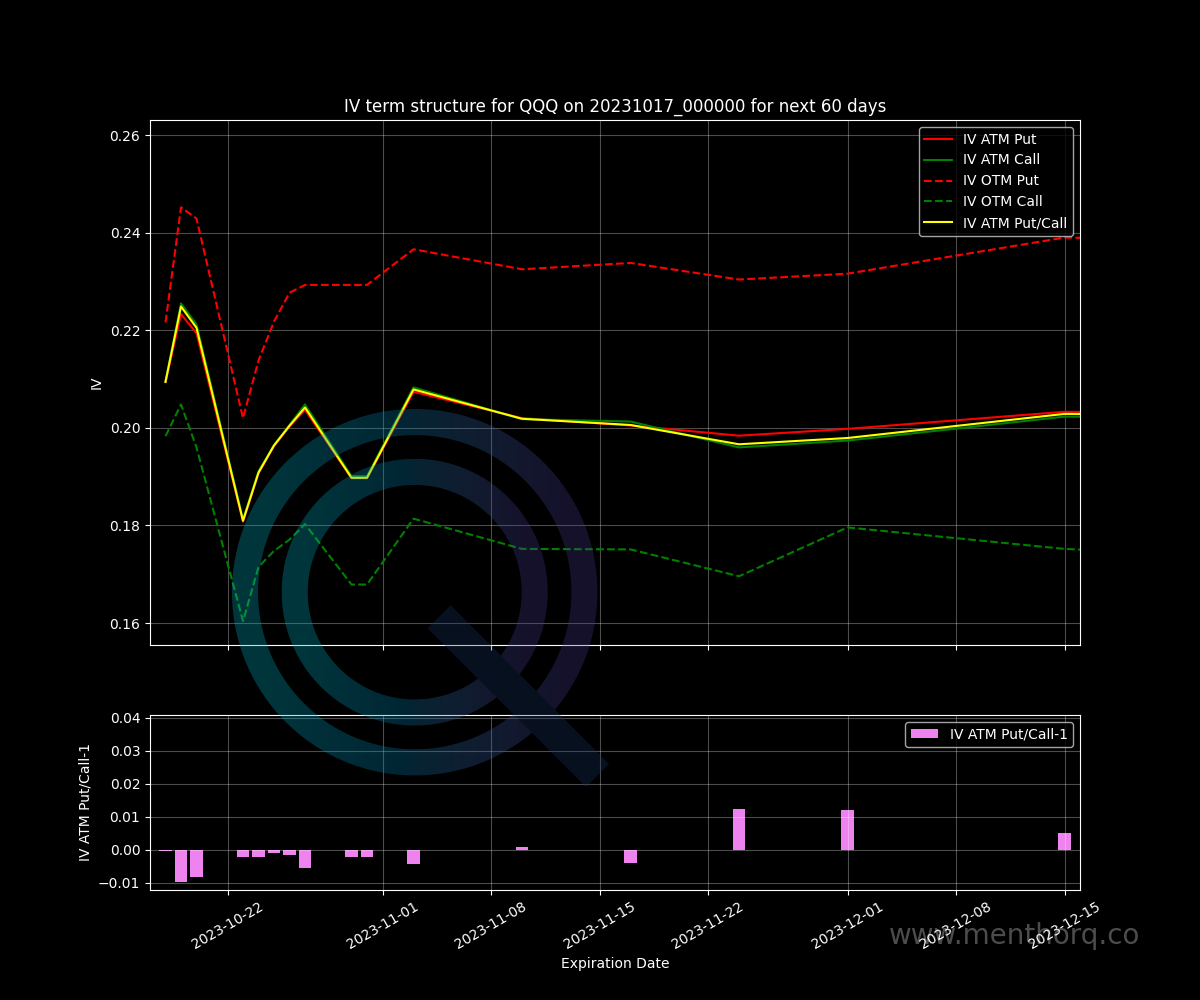 IV term structure for QQQ on 20231017_000000 for next 60 days
0.26
0.24
0.22
0.20
0.18
0.16
IV
IV ATM Put
IV ATM Call
IV OTM Put
IV OTM Call
IV ATM Put/Call
0.04
0.03
0.02
0.01
0.00
−0.01
IV ATM Put/Call-1
IV ATM Put/Call-1
2023-10-22
2023-11-01
2023-11-08
2023-11-15
2023-11-22
2023-12-01
2023-12-08
2023-12-15
www.menthorq.co
Expiration Date